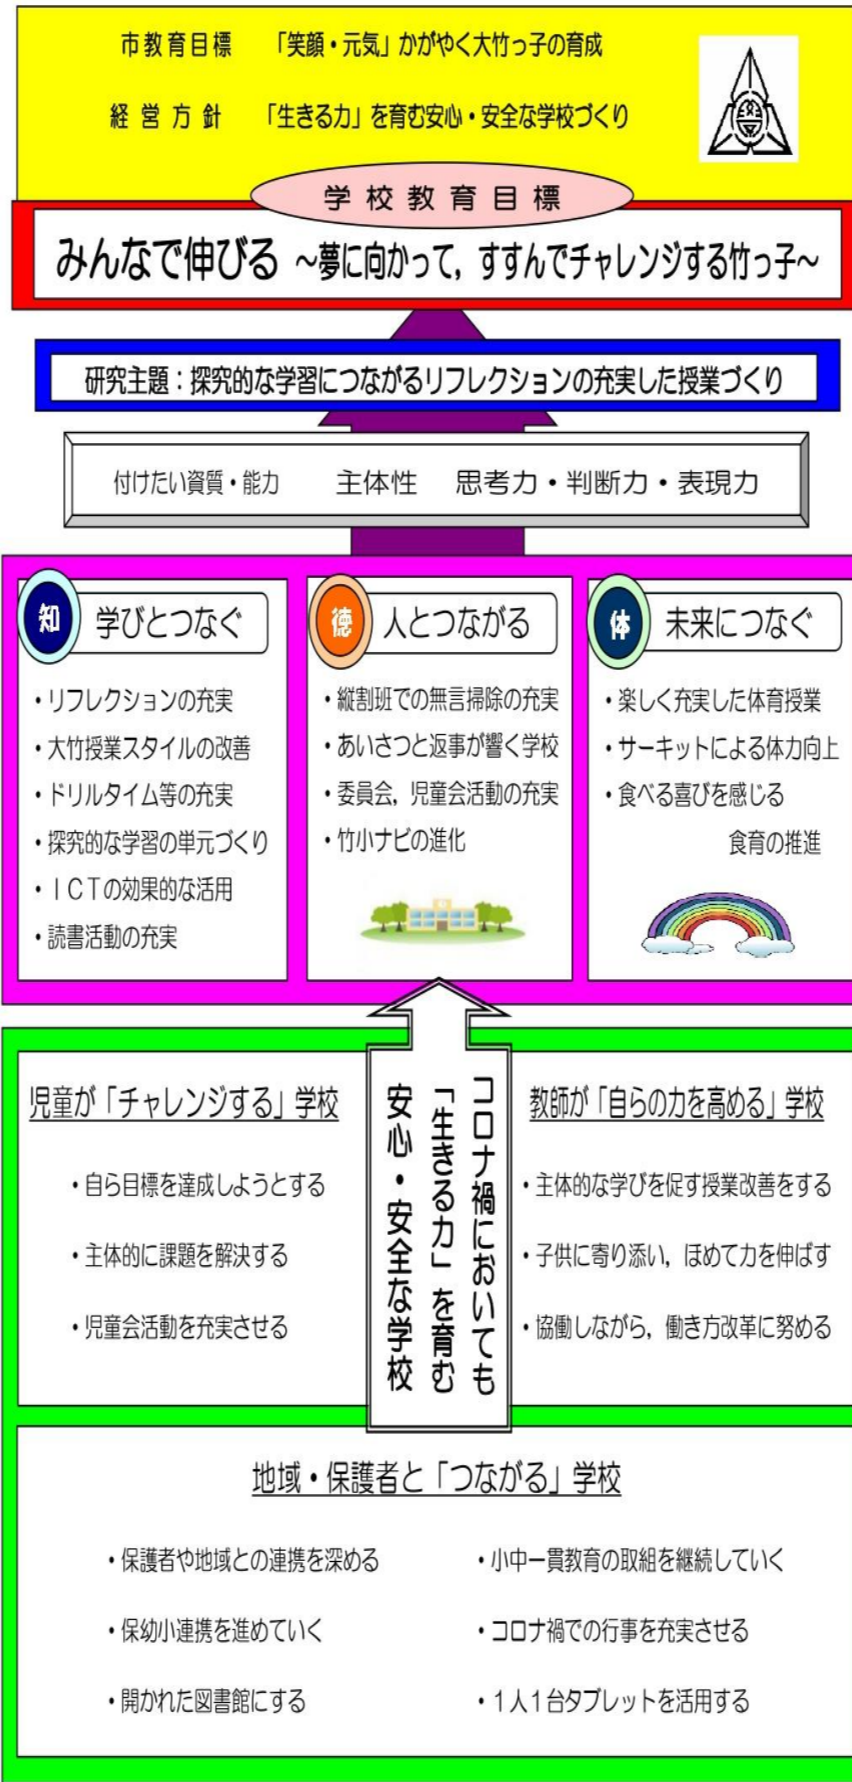 市教育目標 「笑顔・元気」かがやく大竹っ子の育成
経営方針 「生きる力」を育む安心・安全な学校づくり
学校教育目標
みんなで伸びる ～夢に向かって，すすんでチャレンジする竹っ子～
研究主題：探究的な学習につながるリフレクションの充実した授業づくり
付けたい資質・能力 主体性 思考力・判断力・表現力
知 学びとつなぐ
・リフレクションの充実
・大竹授業スタイルの改善
・ドリルタイム等の充実
・探究的な学習の単元づくり
・ＩＣＴの効果的な活用
・読書活動の充実
徳 人とつながる
・縦割班での無言掃除の充実
・あいさつと返事が響く学校
・委員会，児童会活動の充実
・竹小ナビの進化
体 未来につなぐ
・楽しく充実した体育授業
・サーキットによる体力向上
・食べる喜びを感じる
食育の推進
児童が「チャレンジする」学校
・自ら目標を達成しようとする
・主体的に課題を解決する
・児童会活動を充実させる
コロナ禍においても
「生きる力」を育む
安心・安全な学校
教師が「自らの力を高める」学校
・主体的な学びを促す授業改善をする
・子供に寄り添い，ほめて力を伸ばす
・協働しながら，働き方改革に努める
地域・保護者と「つながる」学校
・保護者や地域との連携を深める
・保幼小連携を進めていく
・開かれた図書館にする
・小中一貫教育の取組を継続していく
・コロナ禍での行事を充実させる
・１人１台タブレットを活用する